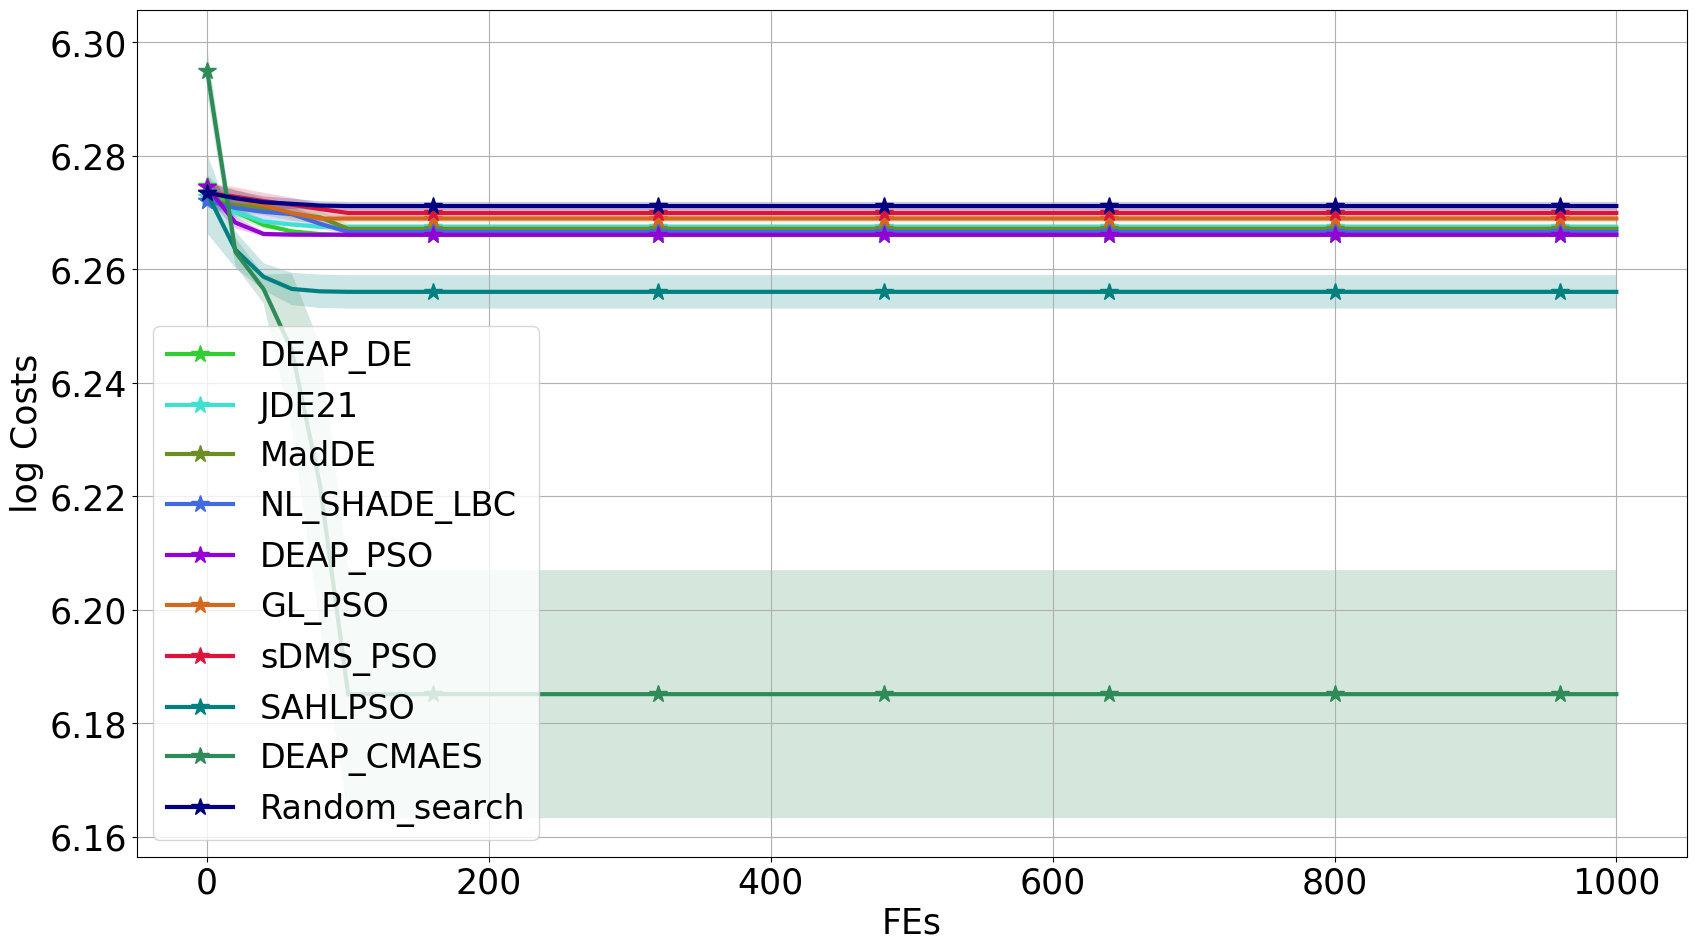 6.30
6.28
6.26
6.24
6.22
6.20
6.18
6.16
log Costs
DEAP_DE
JDE21
MadDE
NL_SHADE_LBC
DEAP_PSO
GL_PSO
sDMS_PSO
SAHLPSO
DEAP_CMAES
Random_search
0 200 400 600 800 1000
FEs